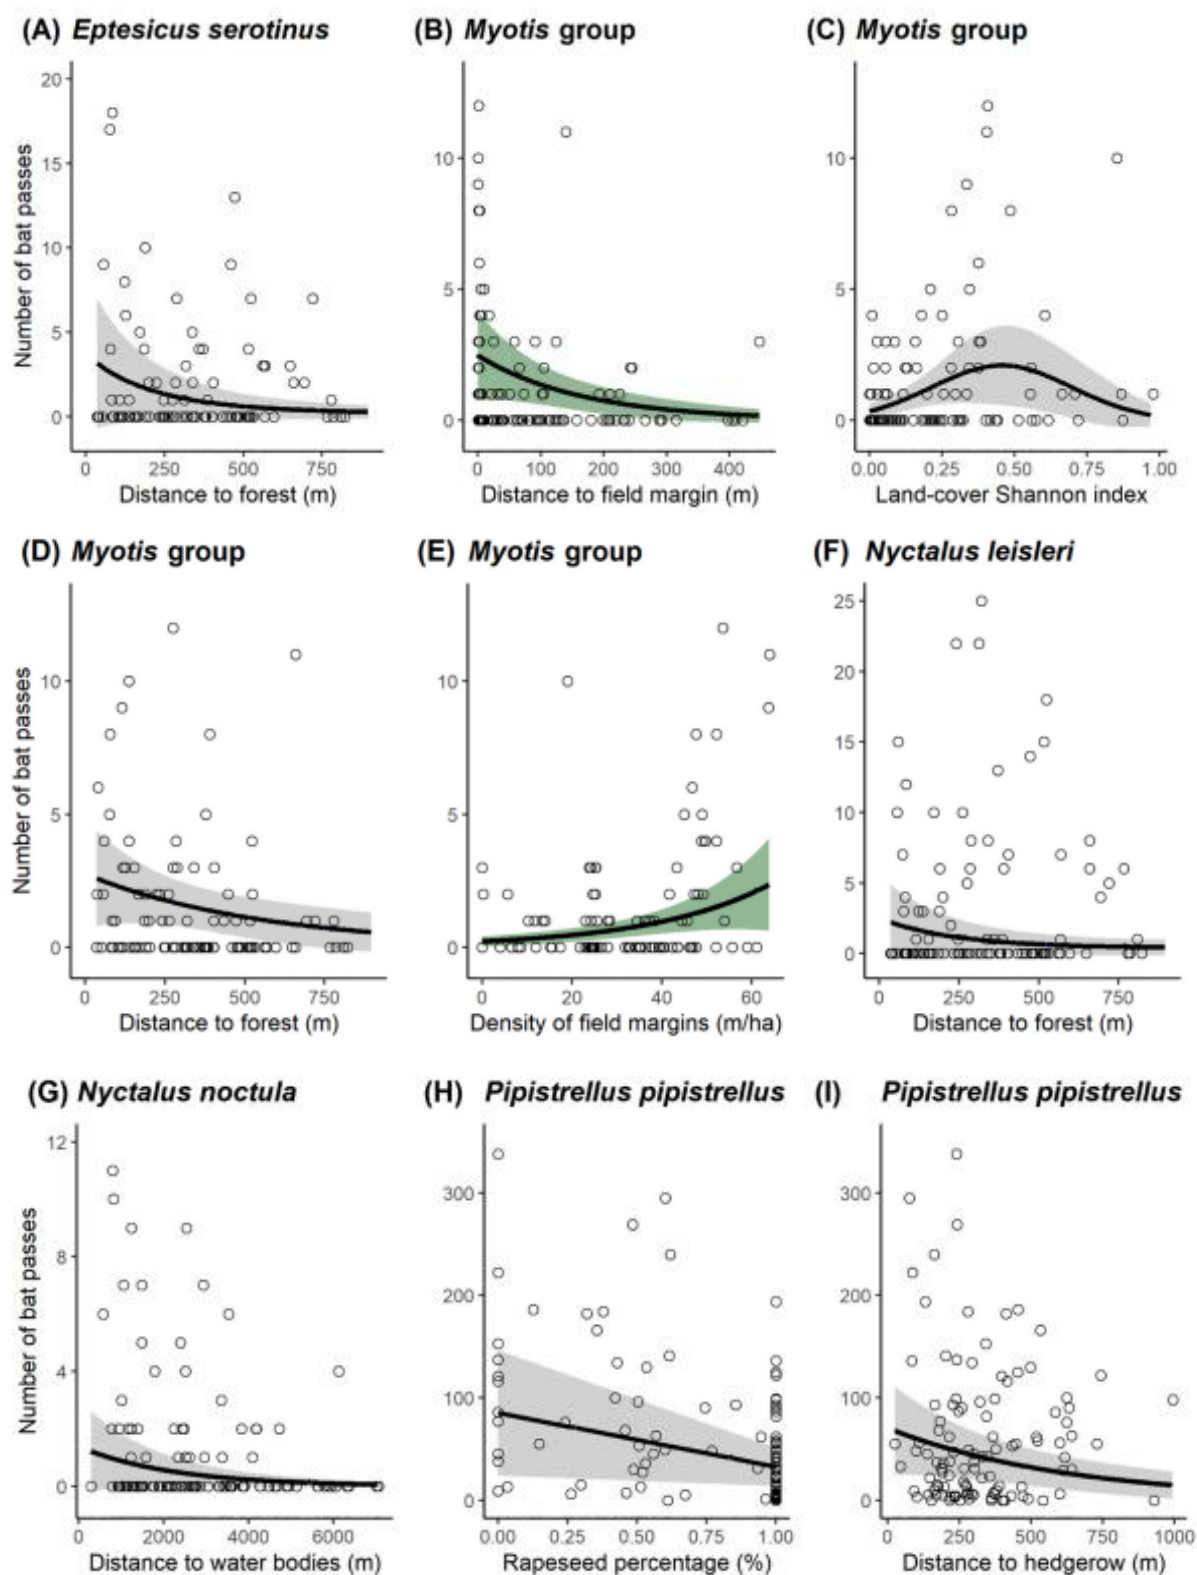 (A) Eptesicus serotinus
(B) Myotis group
(C) Myotis group
Number of bat passes
20
15
10
5
0
0 250 500 750
Distance to forest (m)
10
5
0
0 100 200 300 400
Distance to field margin (m)
10
5
0
0.00 0.25 0.50 0.75 1.00
Land-cover Shannon index
(D) Myotis group
(E) Myotis group
(F) Nyctalus leisleri
Number of bat passes
10
5
0
0 250 500 750
Distance to forest (m)
10
5
0
0 20 40 60
Density of field margins (m/ha)
25
20
15
10
5
0
0 250 500 750
Distance to forest (m)
(G) Nyctalus noctula
(H) Pipistrellus pipistrellus
(I) Pipistrellus pipistrellus
Number of bat passes
12
8
4
0
0 2000 4000 6000
Distance to water bodies (m)
300
200
100
0
0.00 0.25 0.50 0.75 1.00
Rapeseed percentage (%)
300
200
100
0
0 250 500 750 1000
Distance to hedgerow (m)